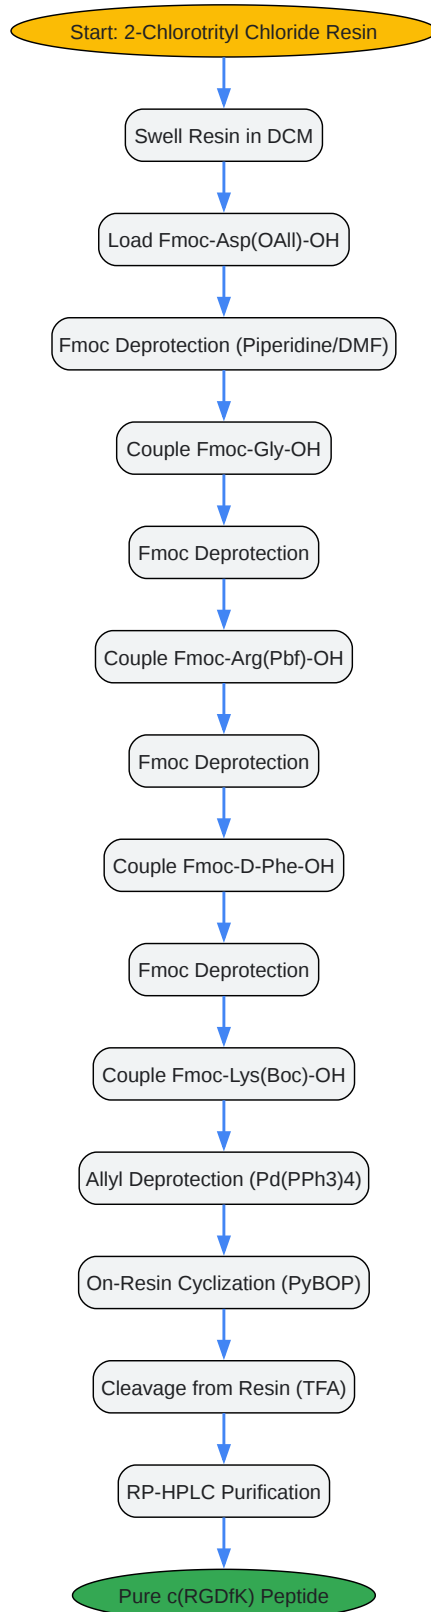 Start: 2-Chlorotrityl Chloride Resin
Swell Resin in DCM
Load Fmoc-Asp(OAll)-OH
Fmoc Deprotection (Piperidine/DMF)
Couple Fmoc-Gly-OH
Fmoc Deprotection
Couple Fmoc-Arg(Pbf)-OH
Fmoc Deprotection
Couple Fmoc-D-Phe-OH
Fmoc Deprotection
Couple Fmoc-Lys(Boc)-OH
Allyl Deprotection (Pd(PPh3)4)
On-Resin Cyclization (PyBOP)
Cleavage from Resin (TFA)
RP-HPLC Purification
Pure c(RGDfK) Peptide